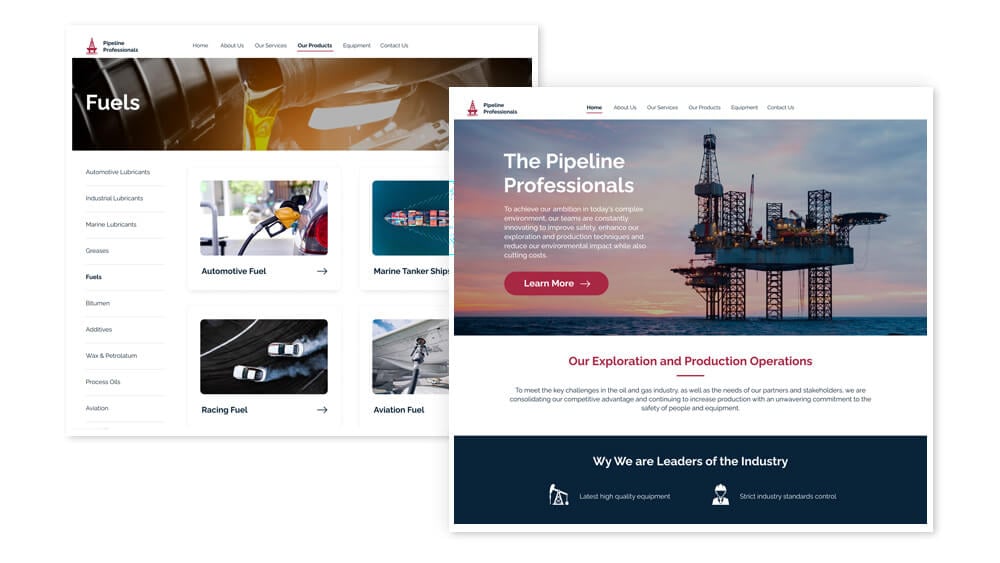 Pipeline
Professionals
Home About Us Our Services Our Products Equipment Contact Us
Fuels
Automotive Lubricants
Industrial Lubricants
Marine Lubricants
Greases
Fuels
Bitumen
Additives
Wax & Petrolatum
Process Oils
Aviation
Automotive Fuel
Marine Tanker Ships
Racing Fuel
Aviation Fuel
Pipeline
Professionals
Home About Us Our Services Our Products Equipment Contact Us
The Pipeline
Professionals
To achieve our ambition in today's complex
environment, our teams are constantly
innovating to improve safety, enhance our
exploration and production techniques and
reduce our environmental impact while also
cutting costs.
Learn More
Our Exploration and Production Operations
To meet the key challenges in the oil and gas industry, as well as the needs of our partners and stakeholders, we are
consolidating our competitive advantage and continuing to increase production with an unwavering commitment to the
safety of people and equipment.
Wy We are Leaders of the Industry
Latest high quality equipment
Strict industry standards control